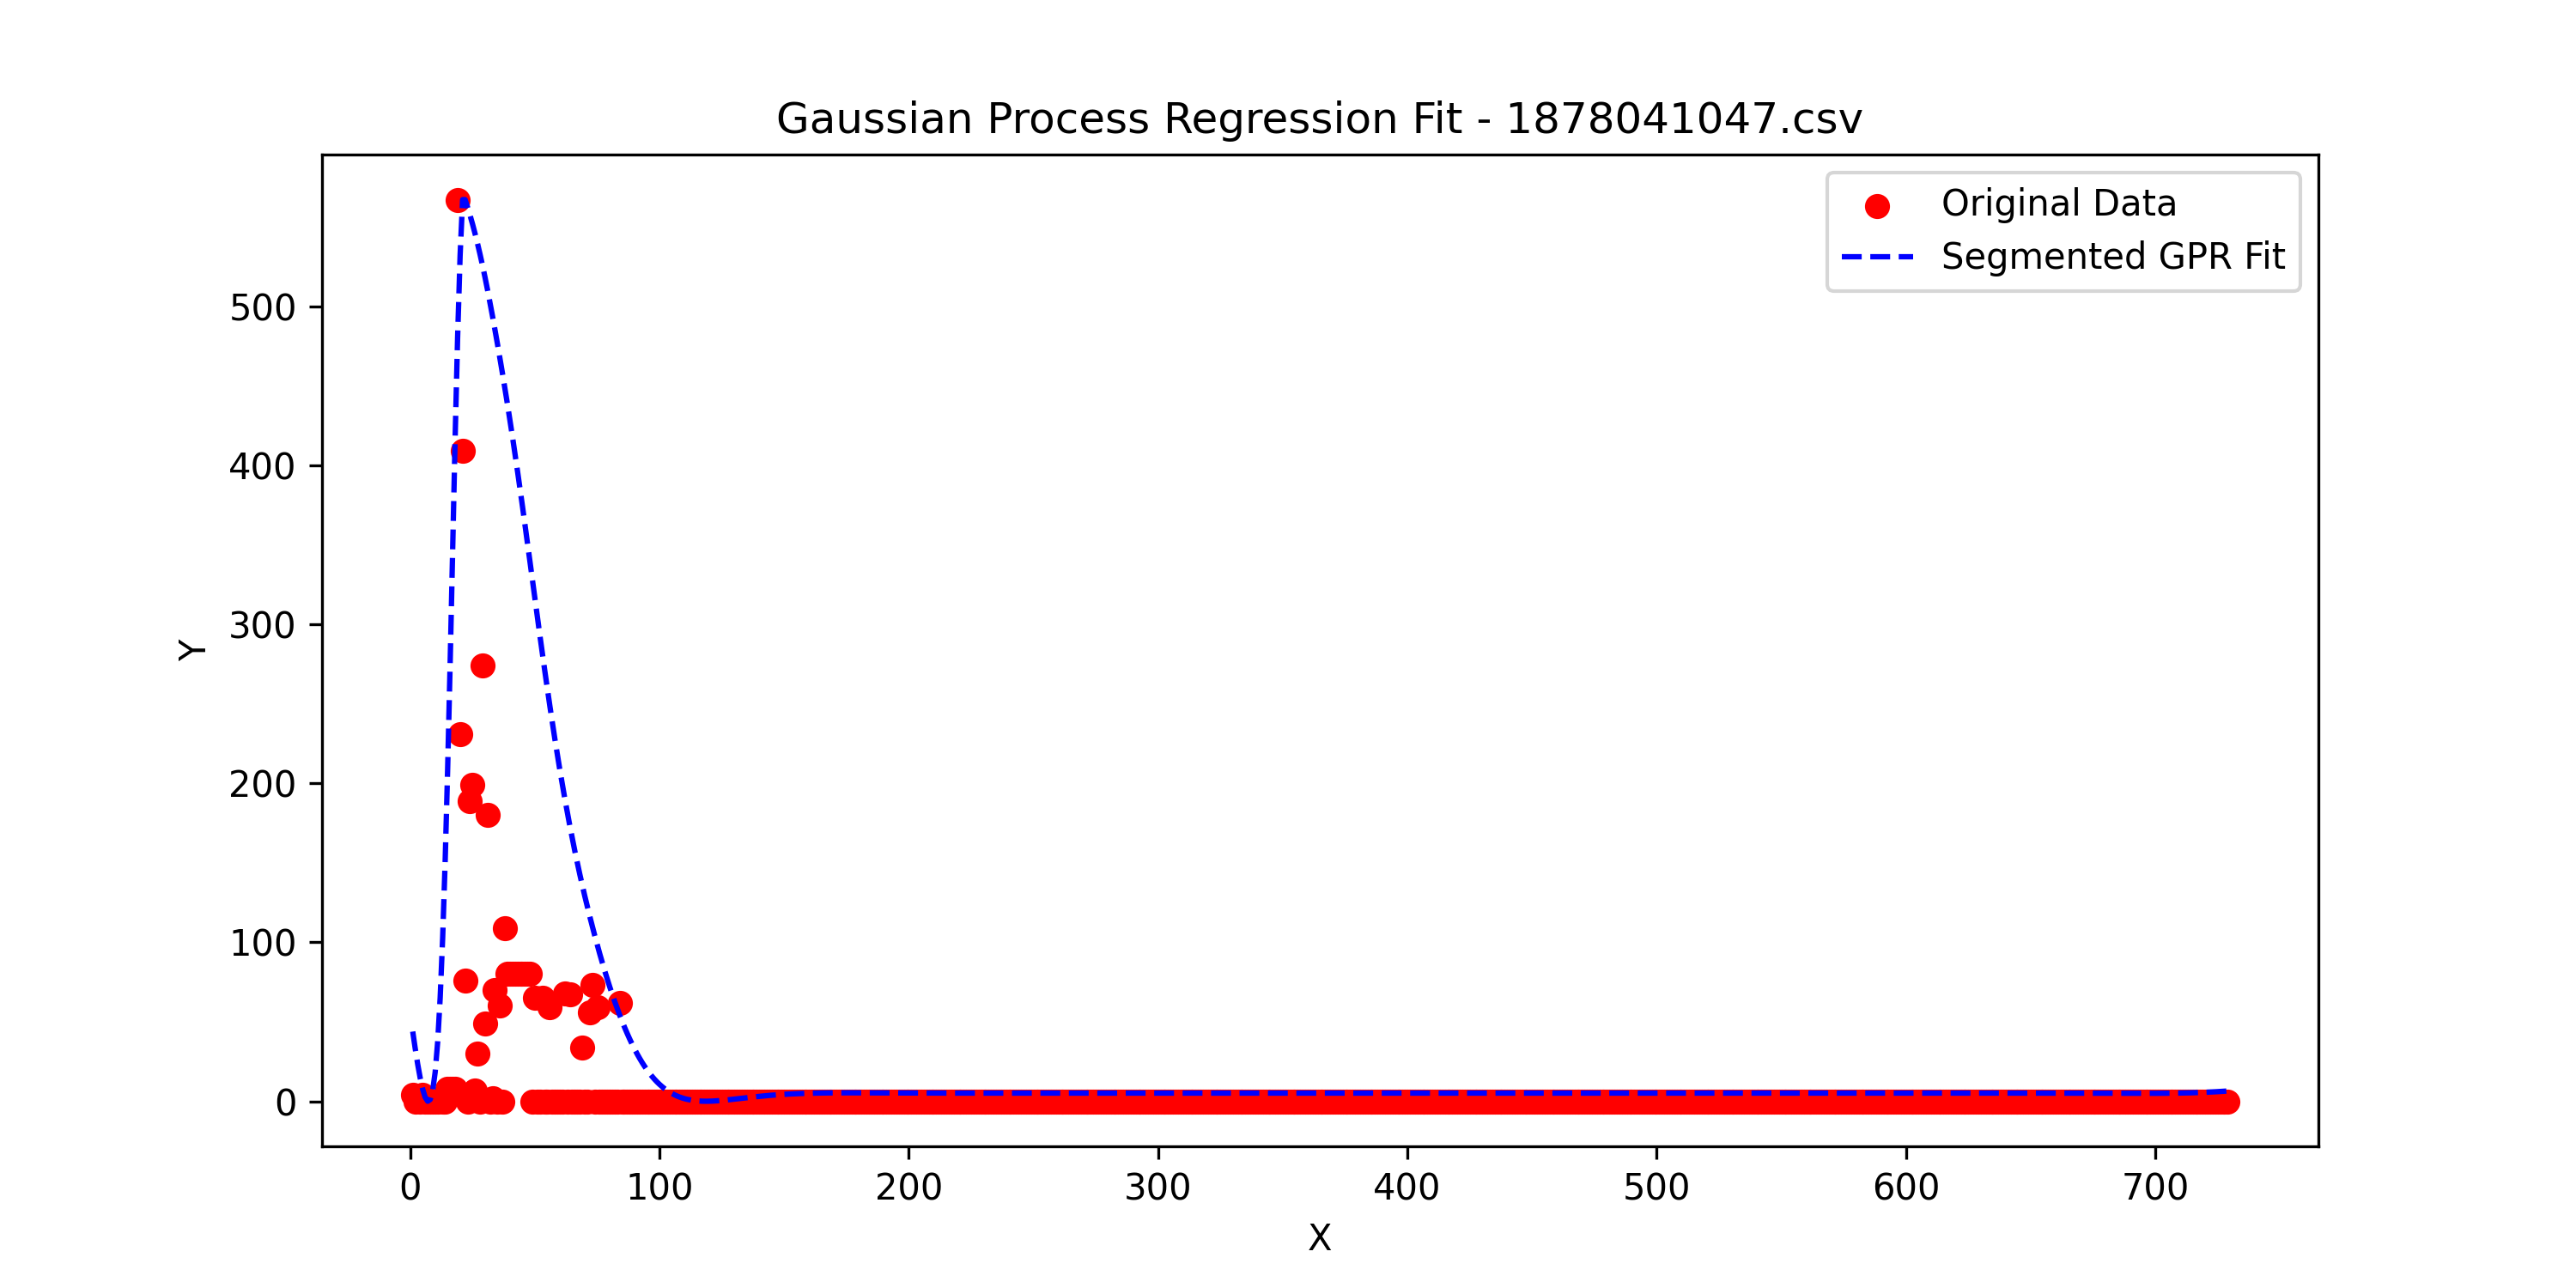 Gaussian Process Regression Fit - 1878041047.csv
Original Data
Segmented GPR Fit
500
400
300
200
100
0
Y
0 100 200 300 400 500 600 700
X